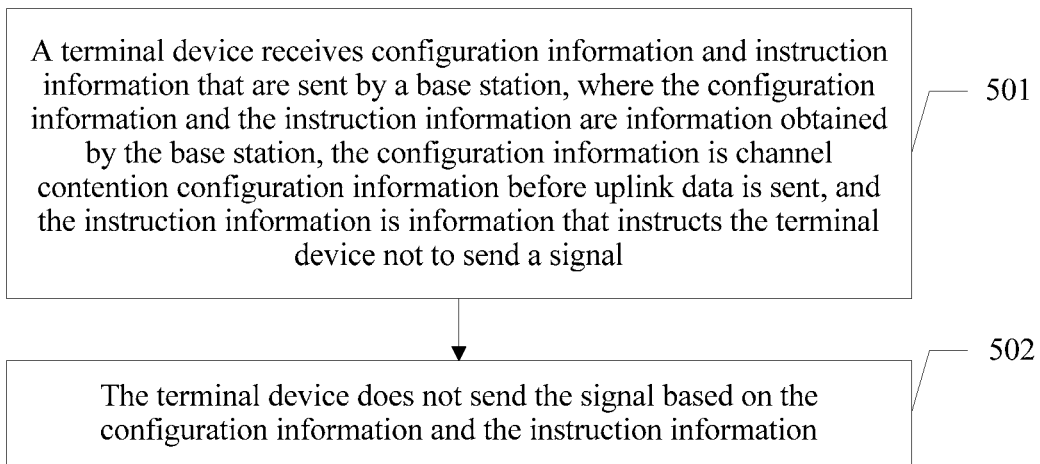 A terminal device receives configuration information and instruction
information that are sent by a base station, where the configuration
information and the instruction information are information obtained
by the base station, the configuration information is channel
contention configuration information before uplink data is sent, and
the instruction information is information that instructs the terminal
device not to send a signal
501
The terminal device does not send the signal based on the
configuration information and the instruction information
502